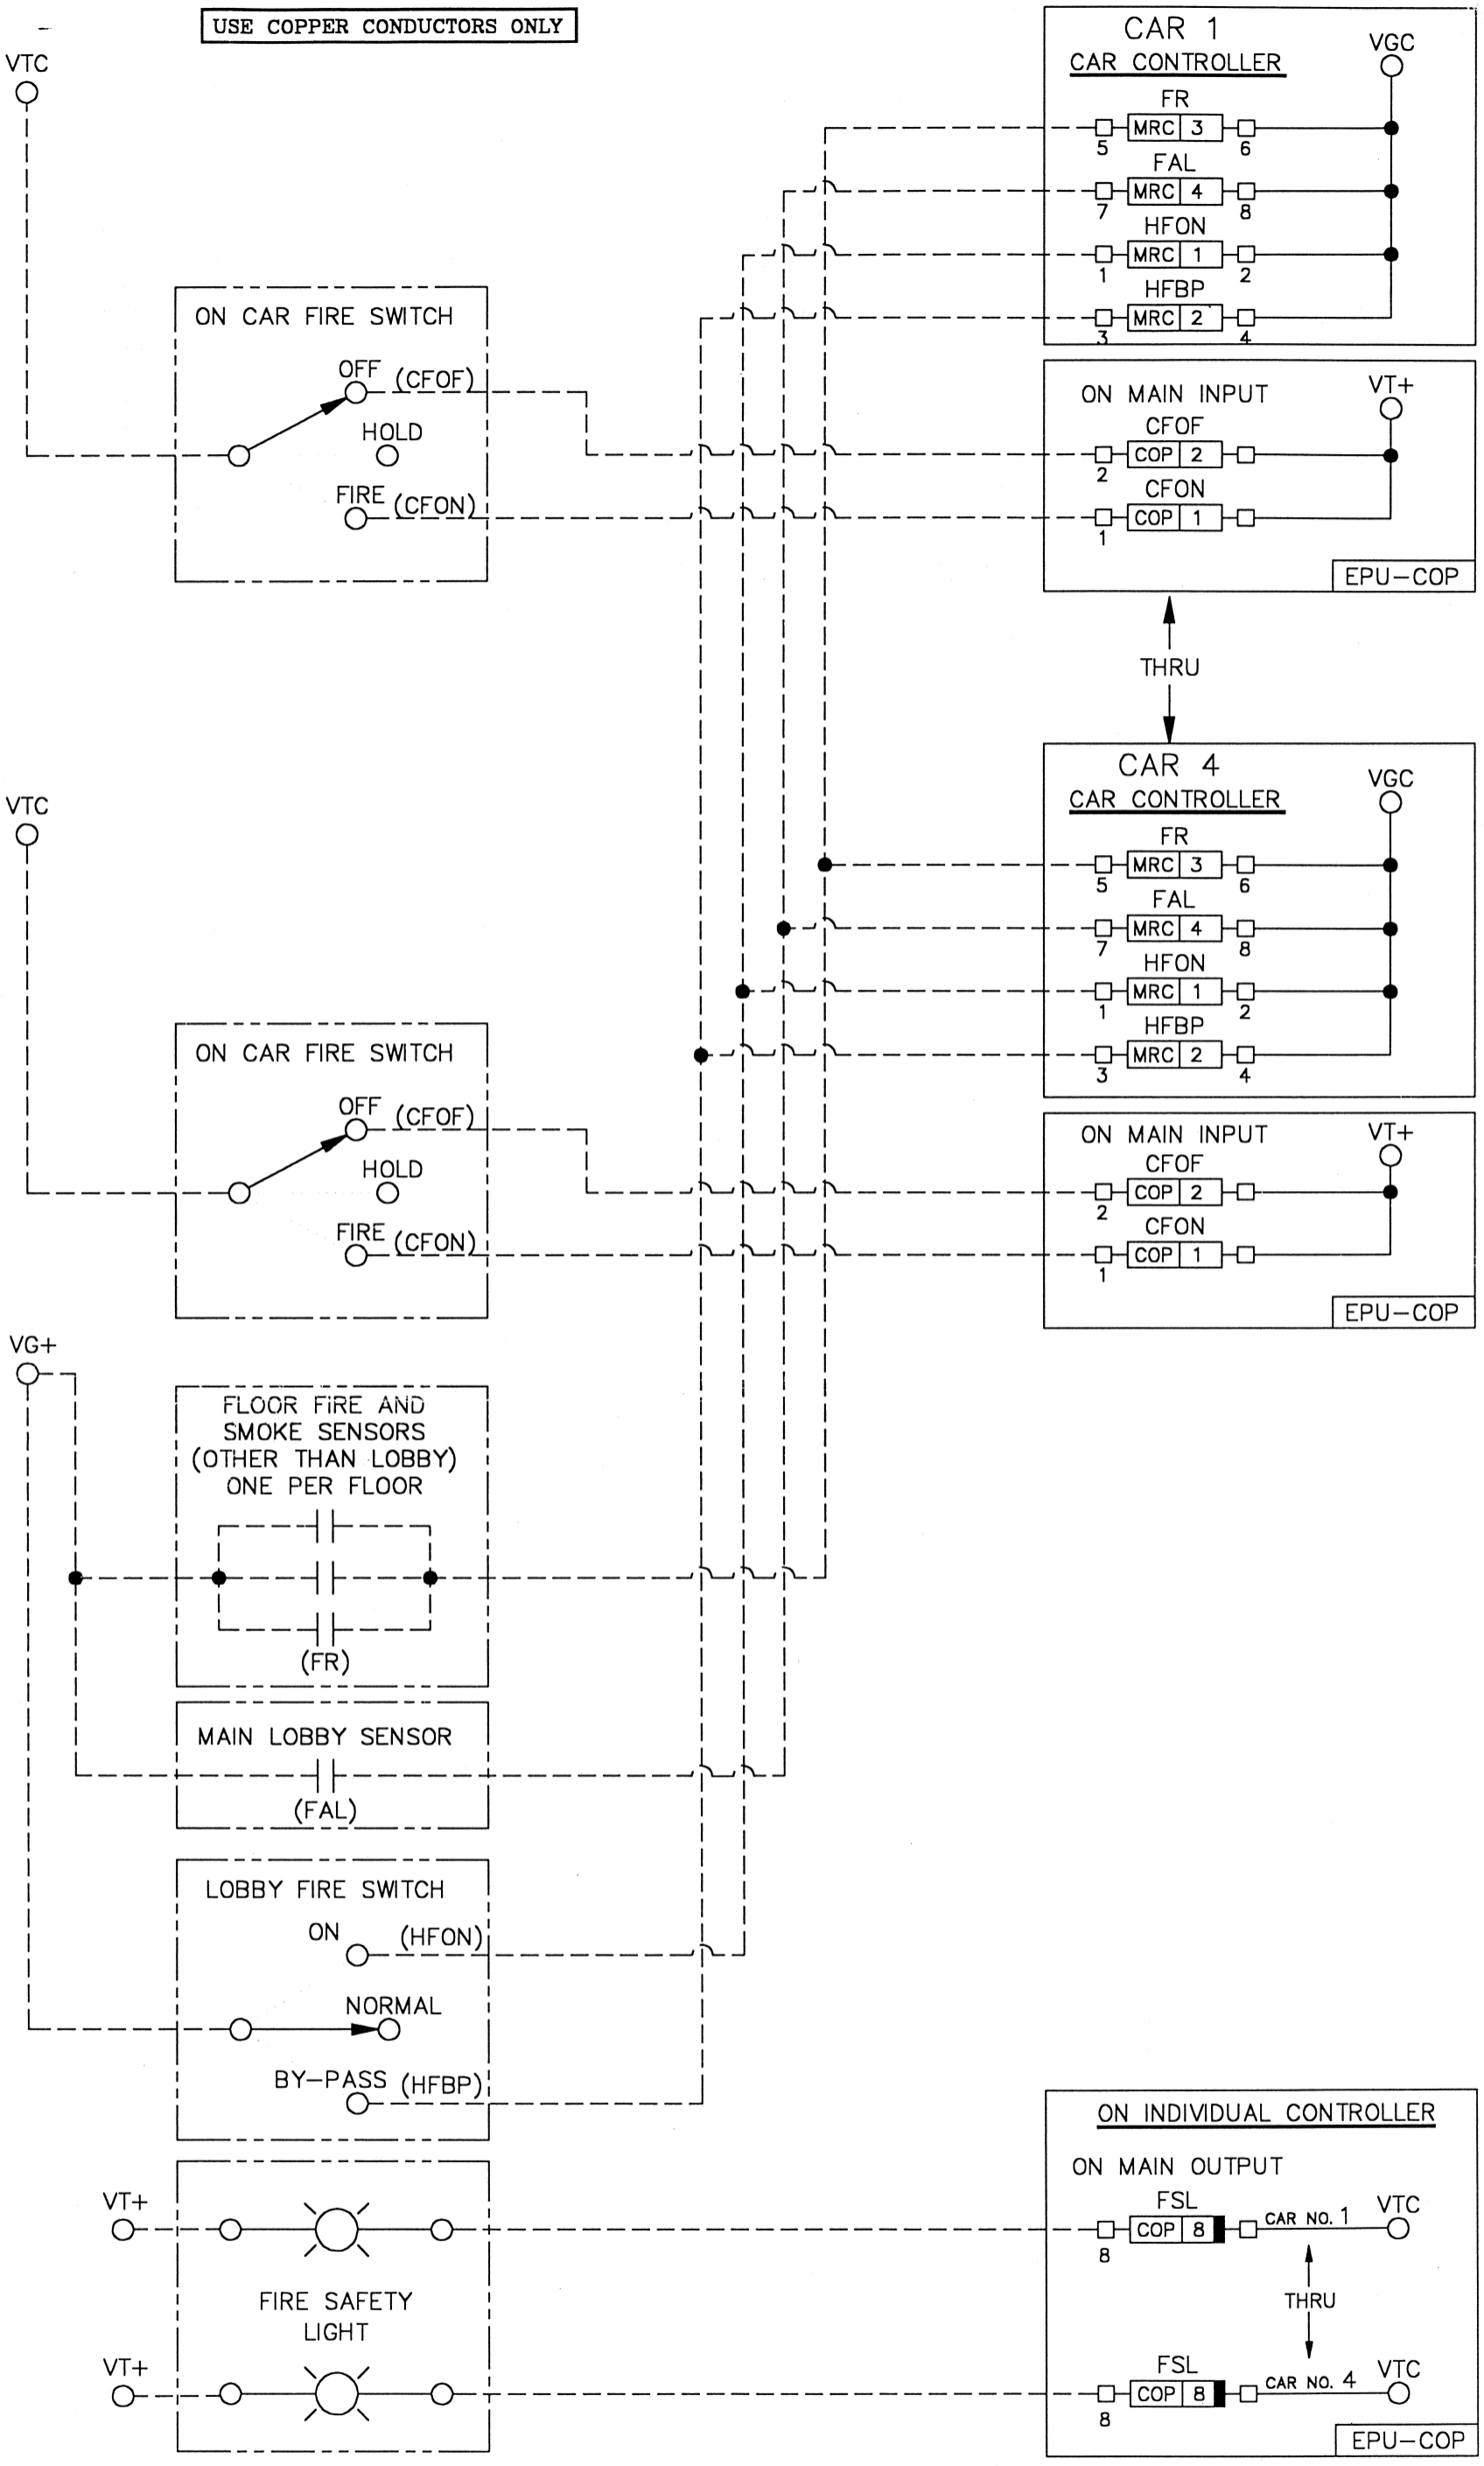 USE COPPER CONDUCTORS ONLY
VTC
CAR 1
CAR CONTROLLER
VGC
FR
MRC 3
5
6
FAL
MRC 4
7
8
HFON
MRC 1
1
2
HFBP
MRC 2
3
4
ON CAR FIRE SWITCH
OFF (CFOF)
HOLD
FIRE (CFON)
ON MAIN INPUT
VT+
CFOF
COP 2
2
CFON
COP 1
1
EPU-COP
THRU
VTC
CAR 4
CAR CONTROLLER
VGC
FR
MRC 3
5
6
FAL
MRC 4
7
8
HFON
MRC 1
1
2
HFBP
MRC 2
3
4
ON CAR FIRE SWITCH
OFF (CFOF)
HOLD
FIRE (CFON)
ON MAIN INPUT
VT+
CFOF
COP 2
2
CFON
COP 1
1
EPU-COP
VG+
FLOOR FIRE AND
SMOKE SENSORS
(OTHER THAN LOBBY)
ONE PER FLOOR
(FR)
MAIN LOBBY SENSOR
(FAL)
LOBBY FIRE SWITCH
ON (HFON)
NORMAL
BY-PASS (HFBP)
VT+
FIRE SAFETY
LIGHT
VT+
ON INDIVIDUAL CONTROLLER
ON MAIN OUTPUT
FSL
COP 8
CAR NO. 1
VTC
8
THRU
FSL
COP 8
CAR NO. 4
VTC
8
EPU-COP